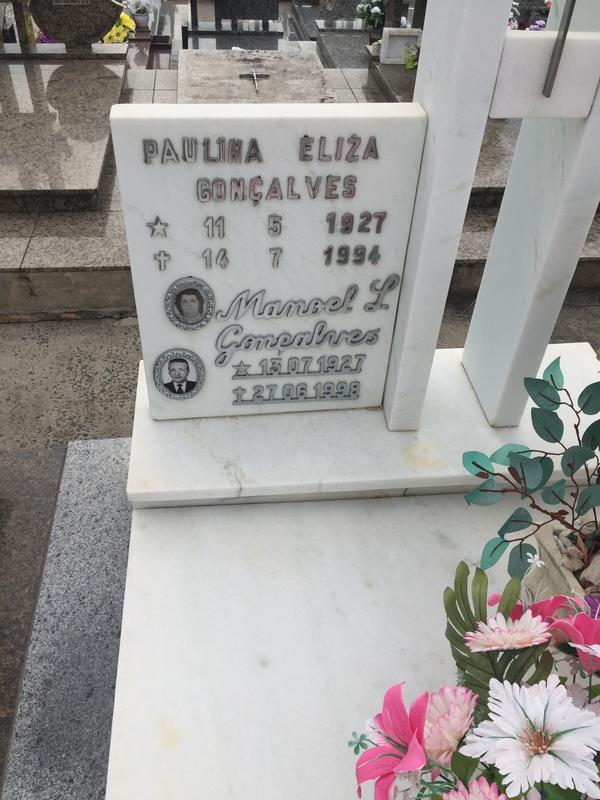 PAULINA ELIZA
GONÇALVES
☆ 11 5 1927
✝ 14 7 1994
Manoel L.
Gonçalves
☆ 13.07.1927
✝ 27.06.1998